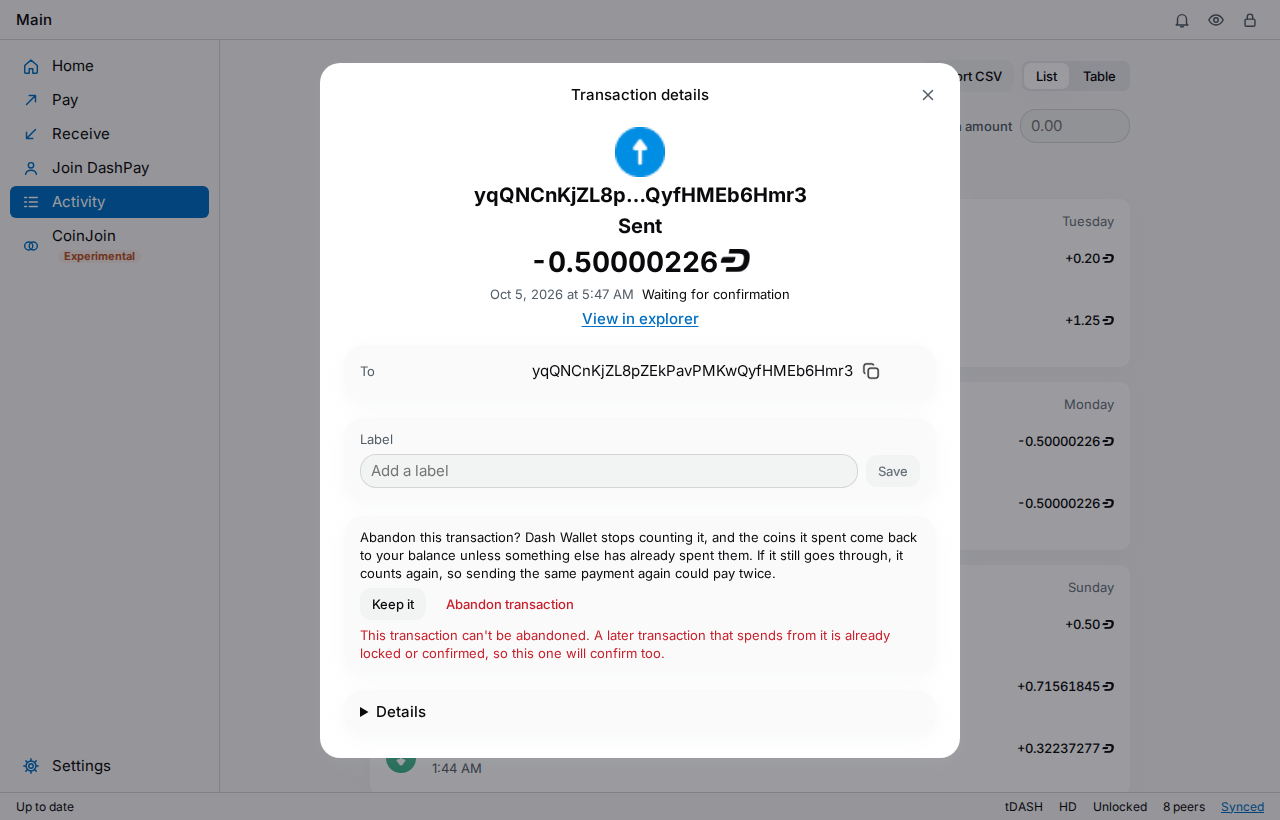 Main
Home
Pay
Receive
Join DashPay
Activity
CoinJoin
Experimental
Settings
CSV
List
Table
amount
0.00
Tuesday
+0.20
+1.25
Monday
-0.50000226
-0.50000226
Sunday
+0.50
+0.71561845
+0.32237277
1:44 AM
Transaction details
yqQNCnKjZL8p...QyfHMEb6Hmr3
Sent
-0.50000226
Oct 5, 2026 at 5:47 AM Waiting for confirmation
View in explorer
To
yqQNCnKjZL8pZEkPavPMKwQyfHMEb6Hmr3
Label
Add a label
Save
Abandon this transaction? Dash Wallet stops counting it, and the coins it spent come back
to your balance unless something else has already spent them. If it still goes through, it
counts again, so sending the same payment again could pay twice.
Keep it
Abandon transaction
This transaction can't be abandoned. A later transaction that spends from it is already
locked or confirmed, so this one will confirm too.
Details
Up to date
tDASH
HD
Unlocked
8 peers
Synced